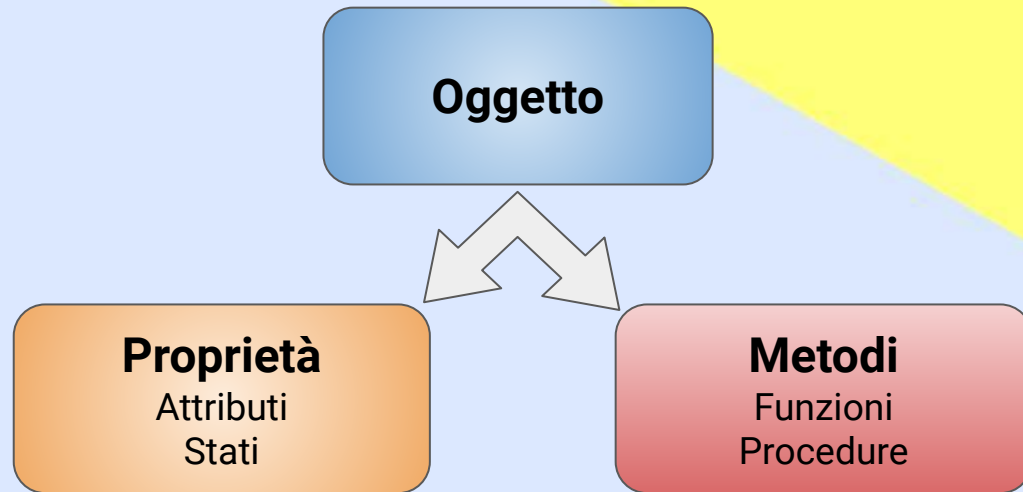 Oggetto
Proprietà
Attributi
Stati
Metodi
Funzioni
Procedure